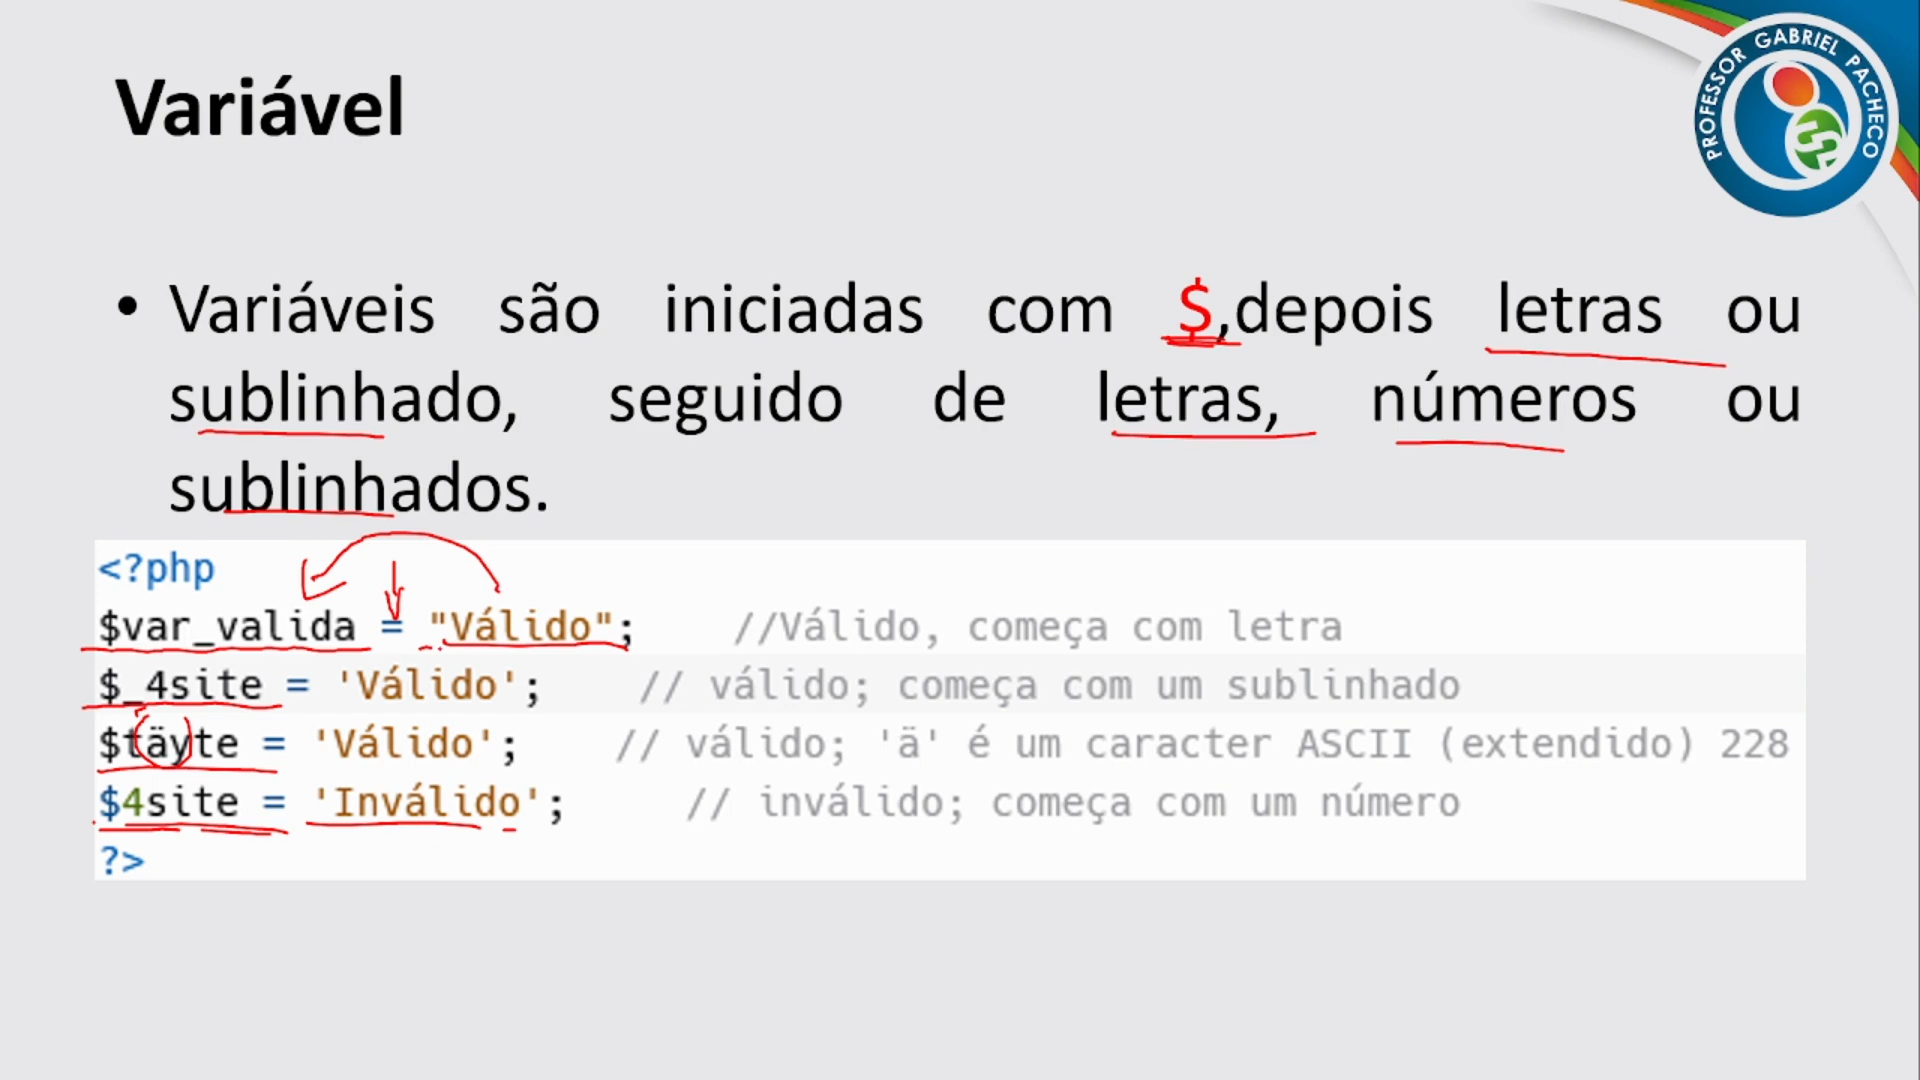 PROFESSOR GABRIEL PACHECO
Variável
• Variáveis são iniciadas com $,depois letras ou
sublinhado, seguido de letras, números ou
sublinhados.
<?php
$var_valida = "Válido"; //Válido, começa com letra
$_4site = 'Válido'; // válido; começa com um sublinhado
$täyte = 'Válido'; // válido; 'ä' é um caracter ASCII (extendido) 228
$4site = 'Inválido'; // inválido; começa com um número
?>